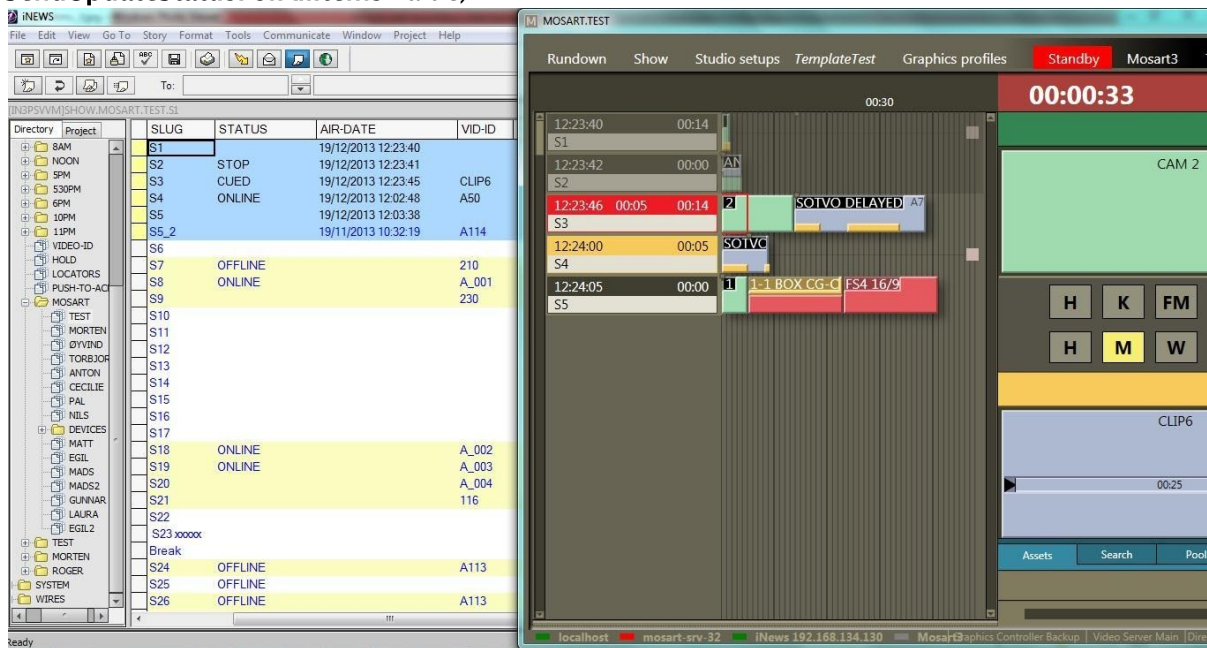 iNEWS
File Edit View Go To Story Format Tools Communicate Window Project Help
To:
Directory Project
SLUG STATUS AIR-DATE VID-ID
S1 19/12/2013 12:23:40
S2 STOP 19/12/2013 12:23:41
S3 CUED 19/12/2013 12:23:45 CLIP6
S4 ONLINE 19/12/2013 12:02:48 A50
S5 19/12/2013 12:03:38
S5_2 19/11/2013 10:32:19 A114
S6
S7 OFFLINE 210
S8 ONLINE A_001
S9 230
S10
S11
S12
S13
S14
S15
S16
S17
S18 ONLINE A_002
S19 ONLINE A_003
S20 A_004
S21 116
S22
S23 xxxxx
Break
S24 OFFLINE A113
S25 OFFLINE
S26 OFFLINE A113
8AM
NOON
5PM
530PM
6PM
10PM
11PM
VIDEO-ID
HOLD
LOCATORS
PUSH-TO-AC
MOSART
TEST
MORTEN
ØYVIND
TORBJOR
ANTON
CECILIE
PAL
NILS
DEVICES
MATT
EGIL
MADS
MADS2
GUNNAR
LAURA
EGIL2
TEST
MORTEN
ROGER
SYSTEM
WIRES
Ready
MOSART.TEST
Rundown Show Studio setups TemplateTest Graphics profiles Standby Mosart3
00:30
00:00:33
12:23:40 00:14
S1
12:23:42 00:00
S2
12:23:46 00:05 00:14 2 SOTVO DELAYED A7
S3
12:24:00 00:05 SOTVO
S4
12:24:05 00:00 1 1-1 BOX CG-C FS4 16/9
S5
CAM 2
H K FM
H M W
CLIP6
00:25
Assets Search Pool
localhost mosart-srv-32 iNews 192.168.134.130 Controller Backup Video Server Main